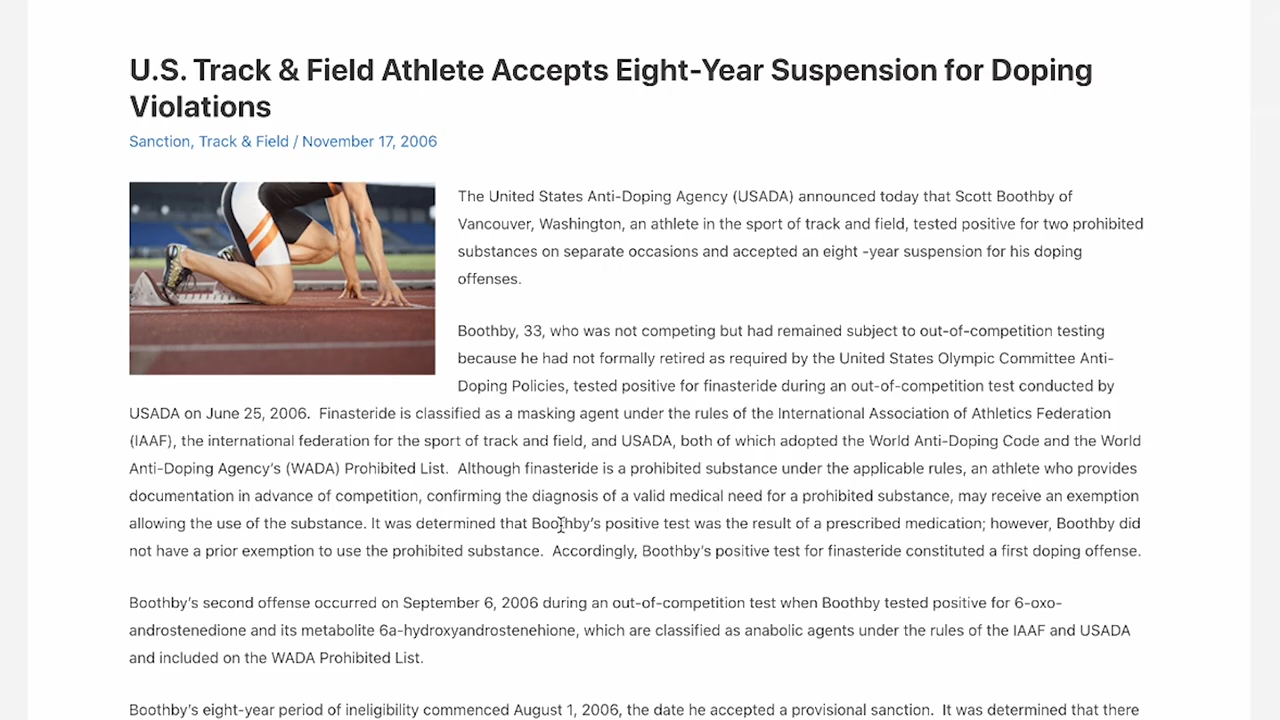 U.S. Track & Field Athlete Accepts Eight-Year Suspension for Doping
Violations
Sanction, Track & Field / November 17, 2006
The United States Anti-Doping Agency (USADA) announced today that Scott Boothby of
Vancouver, Washington, an athlete in the sport of track and field, tested positive for two prohibited
substances on separate occasions and accepted an eight -year suspension for his doping
offenses.
Boothby, 33, who was not competing but had remained subject to out-of-competition testing
because he had not formally retired as required by the United States Olympic Committee Anti-
Doping Policies, tested positive for finasteride during an out-of-competition test conducted by
USADA on June 25, 2006.  Finasteride is classified as a masking agent under the rules of the International Association of Athletics Federation
(IAAF), the international federation for the sport of track and field, and USADA, both of which adopted the World Anti-Doping Code and the World
Anti-Doping Agency's (WADA) Prohibited List.  Although finasteride is a prohibited substance under the applicable rules, an athlete who provides
documentation in advance of competition, confirming the diagnosis of a valid medical need for a prohibited substance, may receive an exemption
allowing the use of the substance. It was determined that Boothby's positive test was the result of a prescribed medication; however, Boothby did
not have a prior exemption to use the prohibited substance.  Accordingly, Boothby's positive test for finasteride constituted a first doping offense.
Boothby's second offense occurred on September 6, 2006 during an out-of-competition test when Boothby tested positive for 6-oxo-
androstenedione and its metabolite 6a-hydroxyandrostenehione, which are classified as anabolic agents under the rules of the IAAF and USADA
and included on the WADA Prohibited List.
Boothby's eight-year period of ineligibility commenced August 1, 2006, the date he accepted a provisional sanction.  It was determined that there